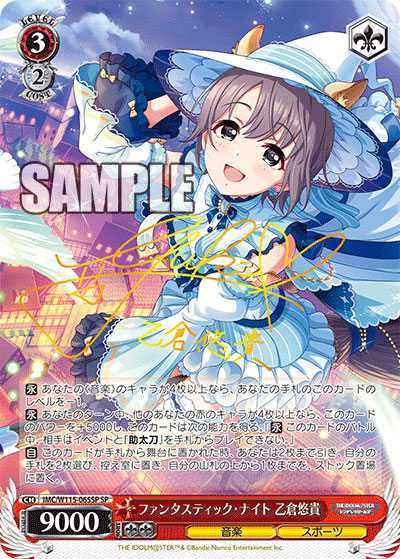 LEVEL
3
2
COST
SAMPLE
乙倉悠貴
永 あなたの《音楽》のキャラが4枚以上なら、あなたの手札のこのカードの
レベルを－1。
永 あなたのターン中、他のあなたの赤のキャラが4枚以上なら、このカード
のパワーを＋5000し、このカードは次の能力を得る。『永 このカードのバトル
中、相手はイベントと「助太刀」を手札からプレイできない。』
自 このカードが手札から舞台に置かれた時、あなたは2枚まで引き、自分の
手札を2枚選び、控え室に置き、自分の山札の上から1枚までを、ストック置場
に置く。
CH IMC/W115-065SP SP
ファンタスティック・ナイト 乙倉悠貴
9000
音楽
スポーツ
THE IDOLM@STER™ & ©Bandai Namco Entertainment Inc.